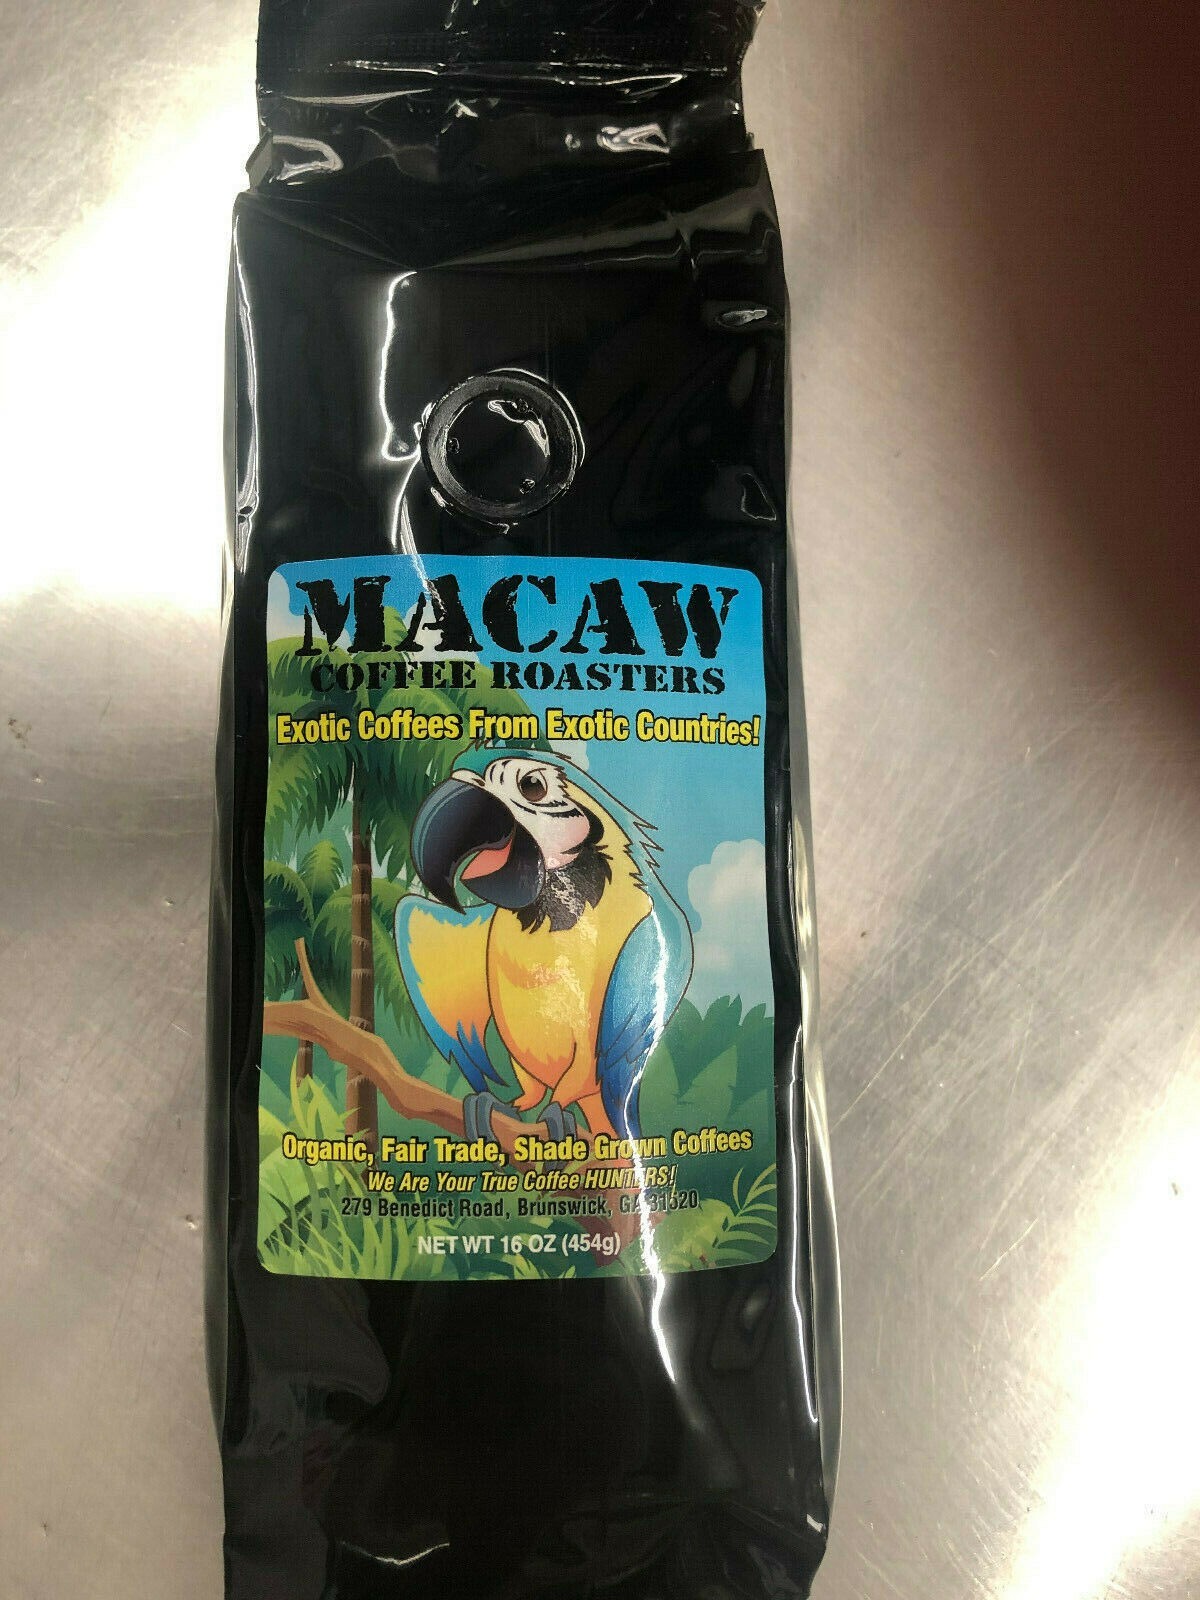 MACAW
COFFEE ROASTERS
Exotic Coffees From Exotic Countries!
Organic, Fair Trade, Shade Grown Coffees
We Are Your True Coffee HUNTERS!
279 Benedict Road, Brunswick, GA 31520
NET WT 16 OZ (454g)